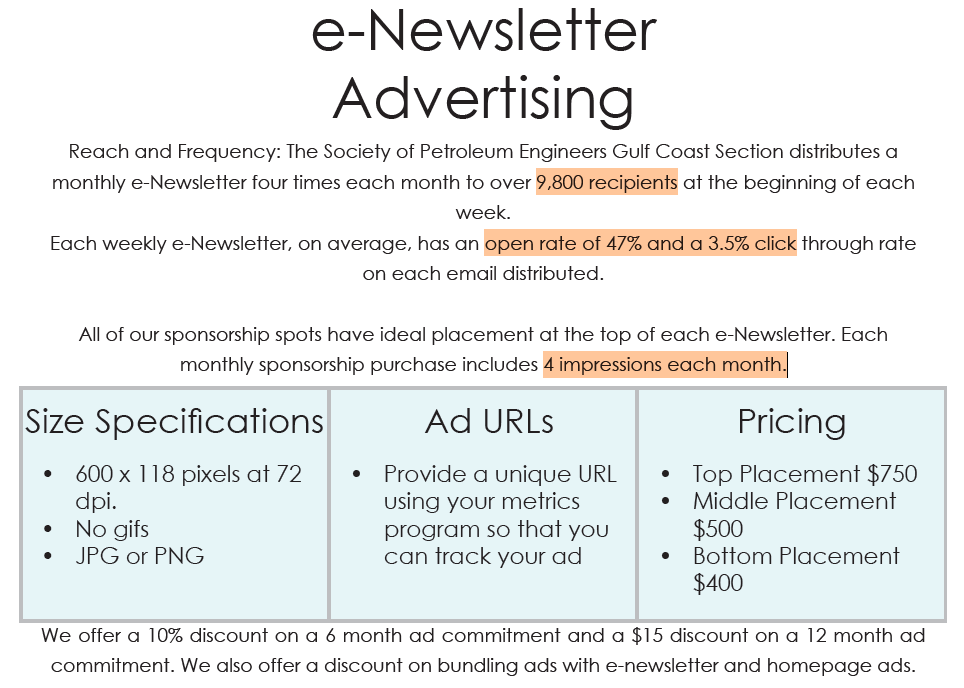 e-Newsletter
Advertising
Reach and Frequency: The Society of Petroleum Engineers Gulf Coast Section distributes a
monthly e-Newsletter four times each month to over 9,800 recipients at the beginning of each
week.
Each weekly e-Newsletter, on average, has an open rate of 47% and a 3.5% click through rate
on each email distributed.
All of our sponsorship spots have ideal placement at the top of each e-Newsletter. Each
monthly sponsorship purchase includes 4 impressions each month.
Size Specifications
• 600 x 118 pixels at 72
dpi.
• No gifs
• JPG or PNG
Ad URLs
• Provide a unique URL
using your metrics
program so that you
can track your ad
Pricing
• Top Placement $750
• Middle Placement
$500
• Bottom Placement
$400
We offer a 10% discount on a 6 month ad commitment and a $15 discount on a 12 month ad
commitment. We also offer a discount on bundling ads with e-newsletter and homepage ads.